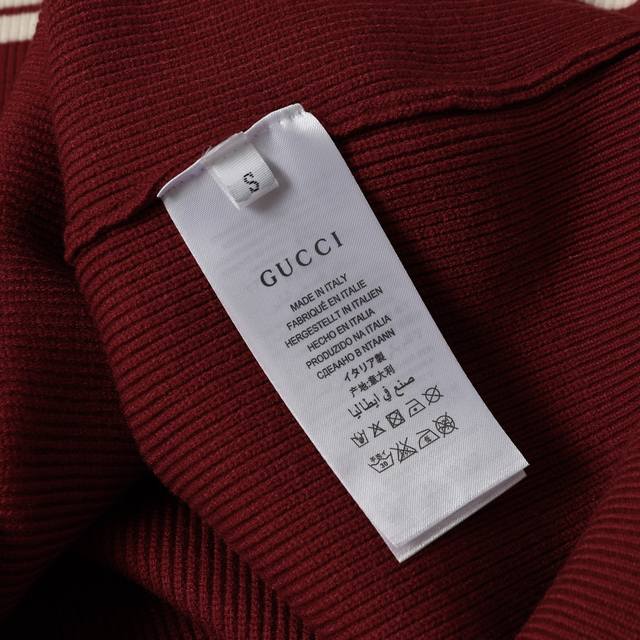 S
GUCCI
MADE IN ITALY
FABRIQUÉ EN ITALIE
HERGESTELLT IN ITALIEN
HECHO EN ITALIA
PRODUZIDO NA ITALIA
СДЕЛАНО В
イタリア製
产地意大利
صنع في إيطاليا